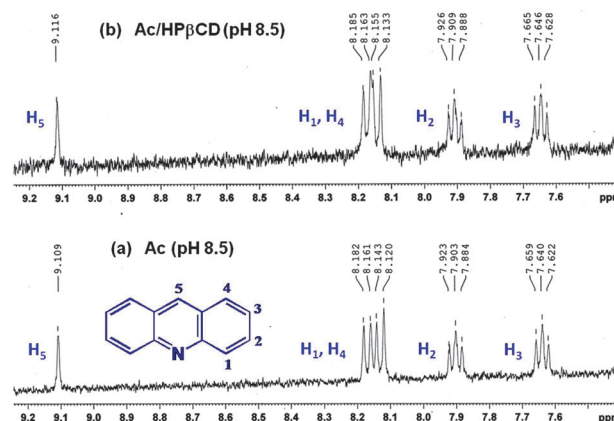 (b) Ac/HPβCD (pH 8.5)
9.116
8.185
8.163
8.155
8.133
7.926
7.909
7.888
7.665
7.646
7.628
H5
H1, H4
H2
H3
9.2 9.1 9.0 8.9 8.8 8.7 8.6 8.5 8.4 8.3 8.2 8.1 8.0 7.9 7.8 7.7 7.6 ppm
(a) Ac (pH 8.5)
9.109
8.182
8.161
8.143
8.120
7.923
7.903
7.884
7.659
7.640
7.622
5 4
3
2
N 1
H5
H1, H4
H2
H3
9.2 9.1 9.0 8.9 8.8 8.7 8.6 8.5 8.4 8.3 8.2 8.1 8.0 7.9 7.8 7.7 7.6 ppm